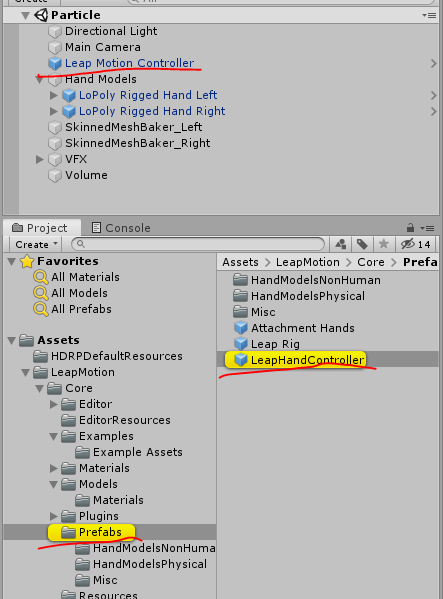 Create
All
Particle
Directional Light
Main Camera
Leap Motion Controller
Hand Models
LoPoly Rigged Hand Left
LoPoly Rigged Hand Right
SkinnedMeshBaker_Left
SkinnedMeshBaker_Right
VFX
Volume
Project
Console
Create
14
Favorites
All Materials
All Models
All Prefabs
Assets
HDRPDefaultResources
LeapMotion
Core
Editor
EditorResources
Examples
Example Assets
Materials
Models
Materials
Plugins
Prefabs
HandModelsNonHuma
HandModelsPhysical
Misc
Resources
Assets > LeapMotion > Core > Prefa
HandModelsNonHuman
HandModelsPhysical
Misc
Attachment Hands
Leap Rig
LeapHandController